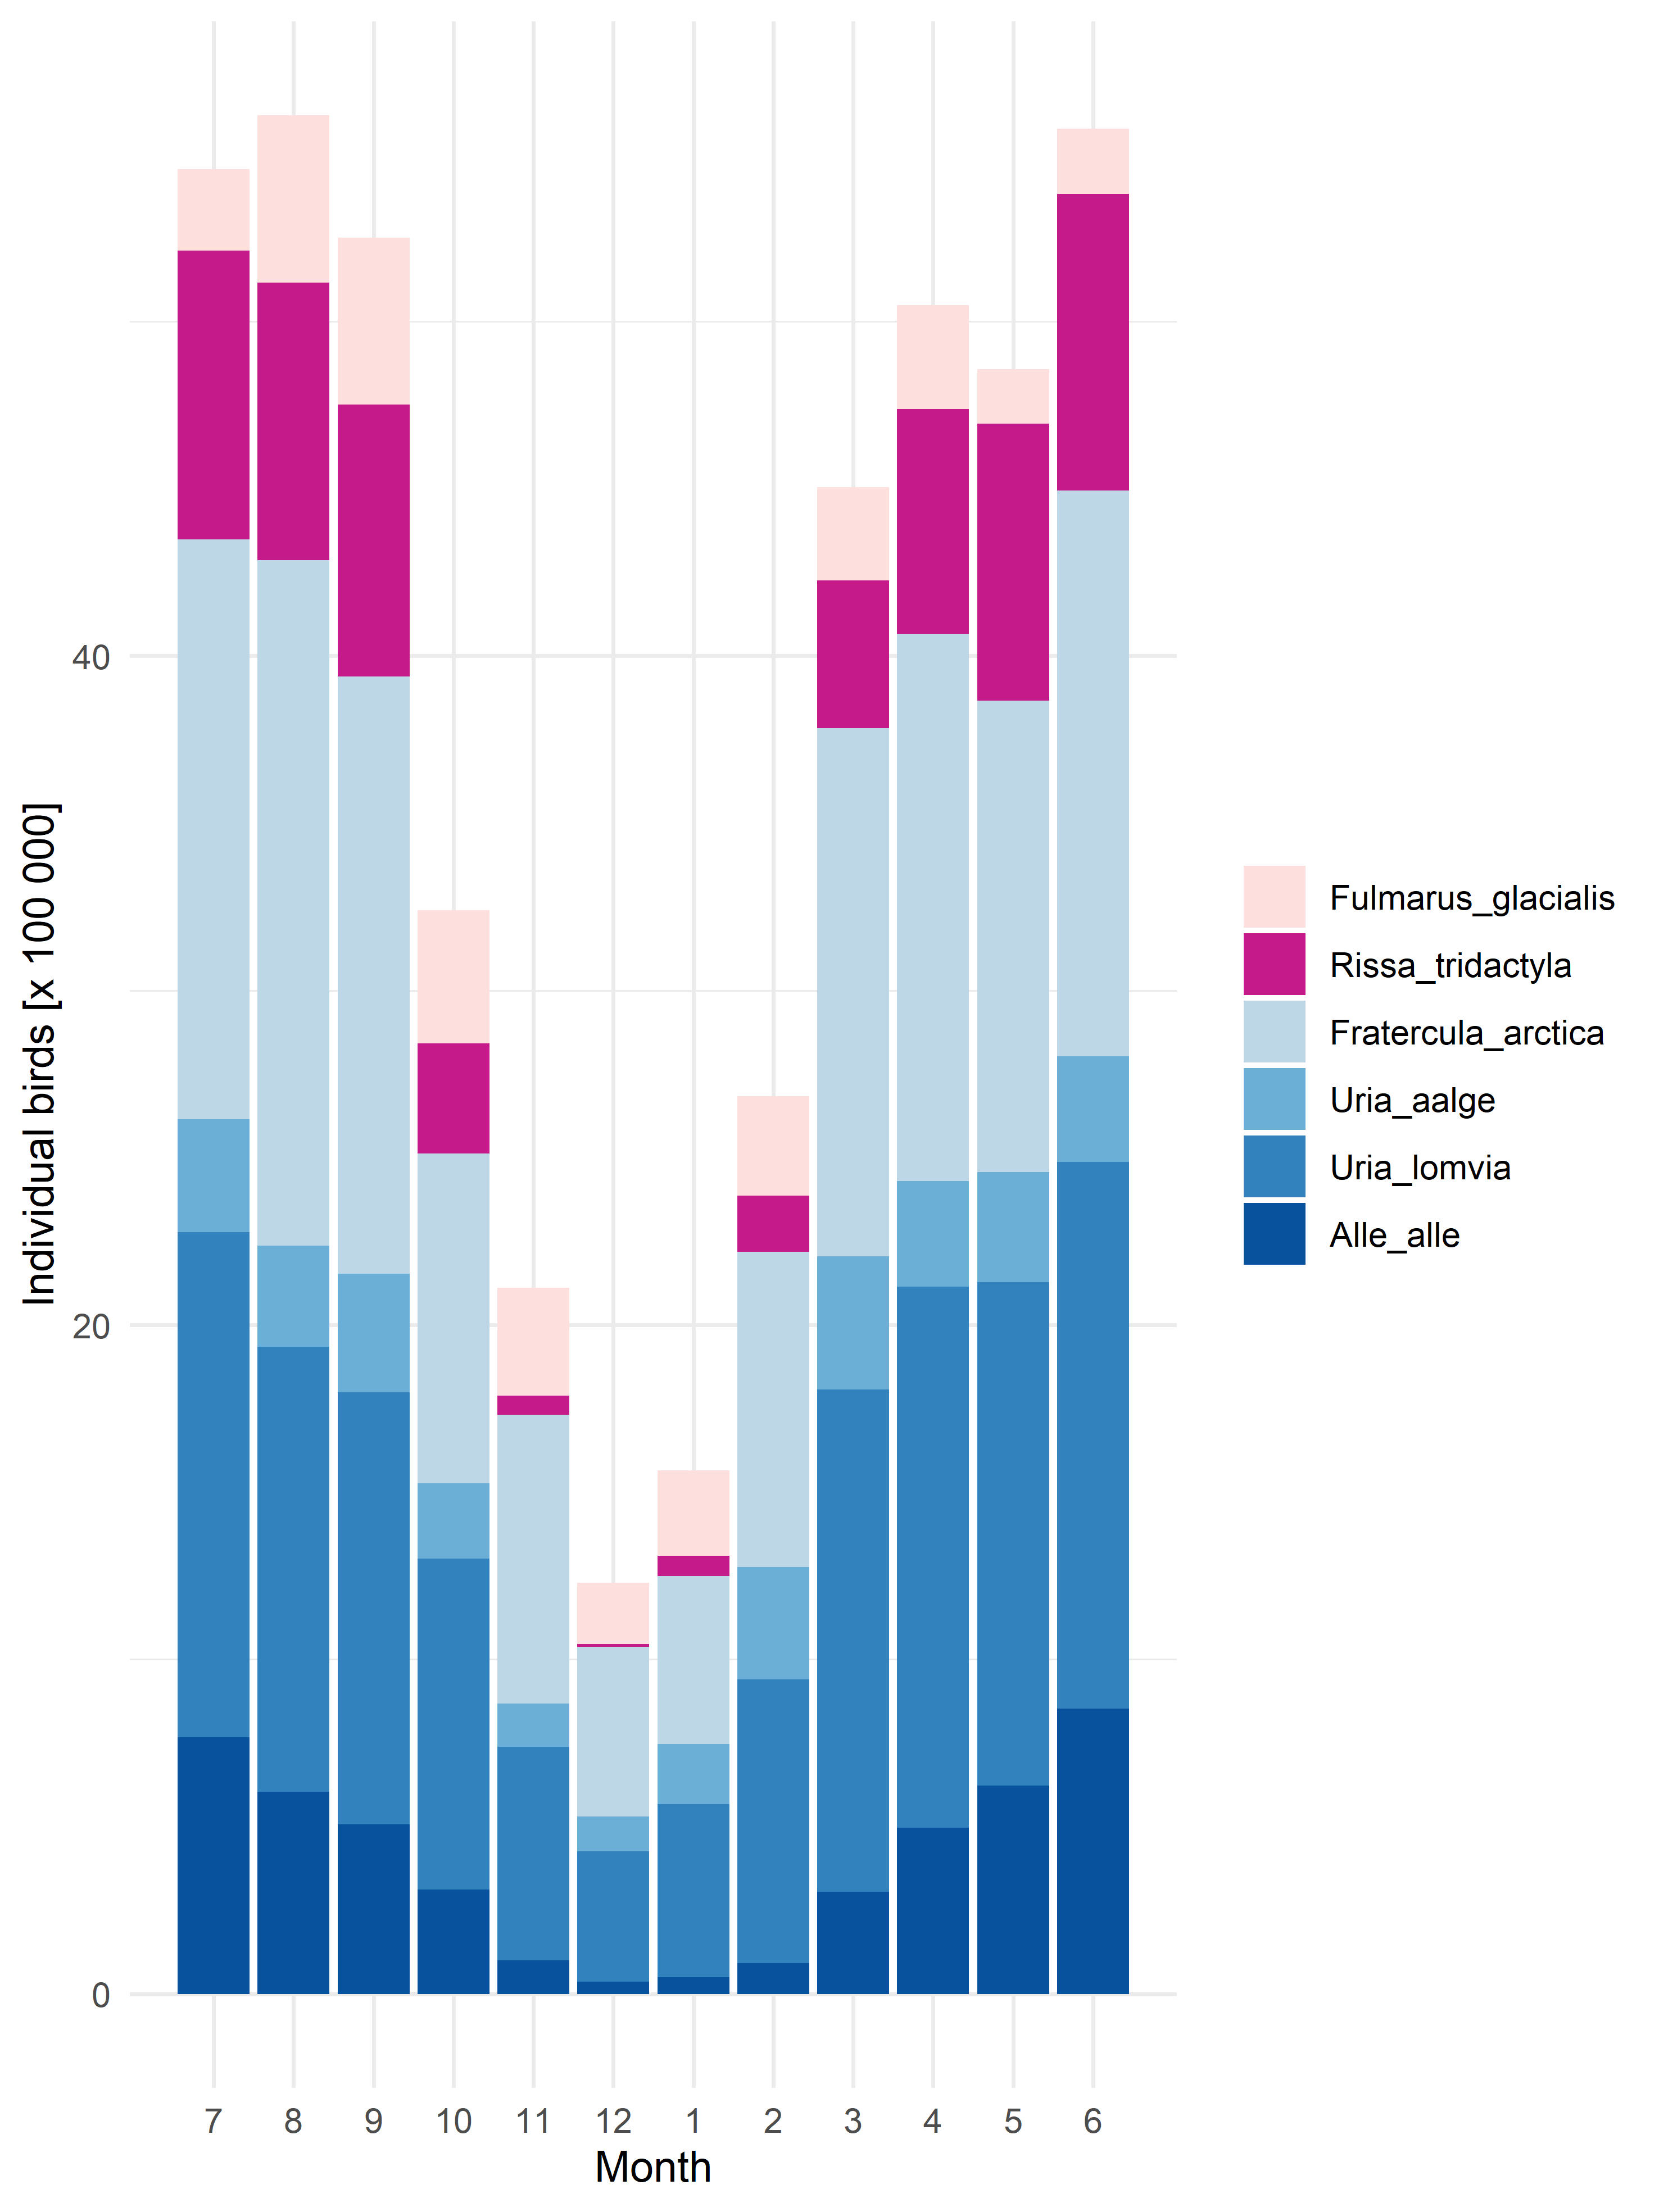 Individual birds [x 100 000]
40
20
0
7 8 9 10 11 12 1 2 3 4 5 6
Month
Fulmarus_glacialis
Rissa_tridactyla
Fratercula_arctica
Uria_aalge
Uria_lomvia
Alle_alle